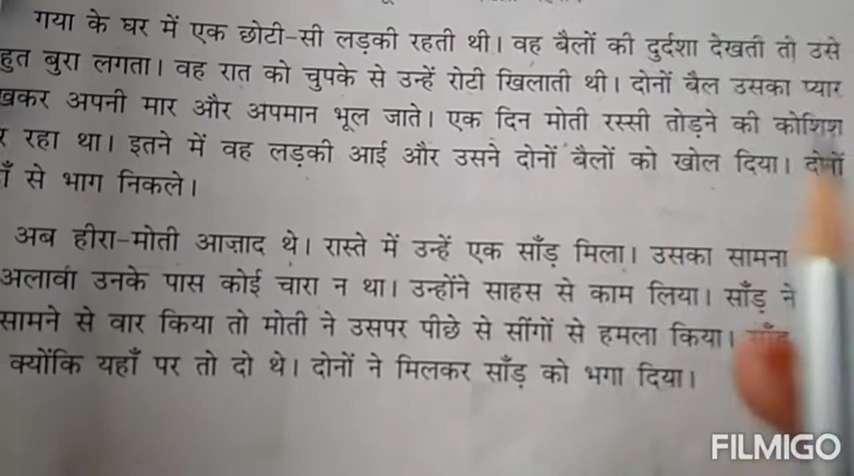 गया के घर में एक छोटी-सी लड़की रहती थी। वह बैलों की दुर्दशा देखती तो उसे
हुत बुरा लगता। वह रात को चुपके से उन्हें रोटी खिलाती थी। दोनों बैल उसका प्यार
खकर अपनी मार और अपमान भूल जाते। एक दिन मोती रस्सी तोड़ने की कोशिश
र रहा था। इतने में वह लड़की आई और उसने दोनों बैलों को खोल दिया। दोनों
ाँ से भाग निकले।
अब हीरा-मोती आज़ाद थे। रास्ते में उन्हें एक साँड़ मिला। उसका सामना
अलावा उनके पास कोई चारा न था। उन्होंने साहस से काम लिया। साँड़ ने
सामने से वार किया तो मोती ने उसपर पीछे से सींगों से हमला किया। साँड़
क्योंकि यहाँ पर तो दो थे। दोनों ने मिलकर साँड़ को भगा दिया।
FILMIGO